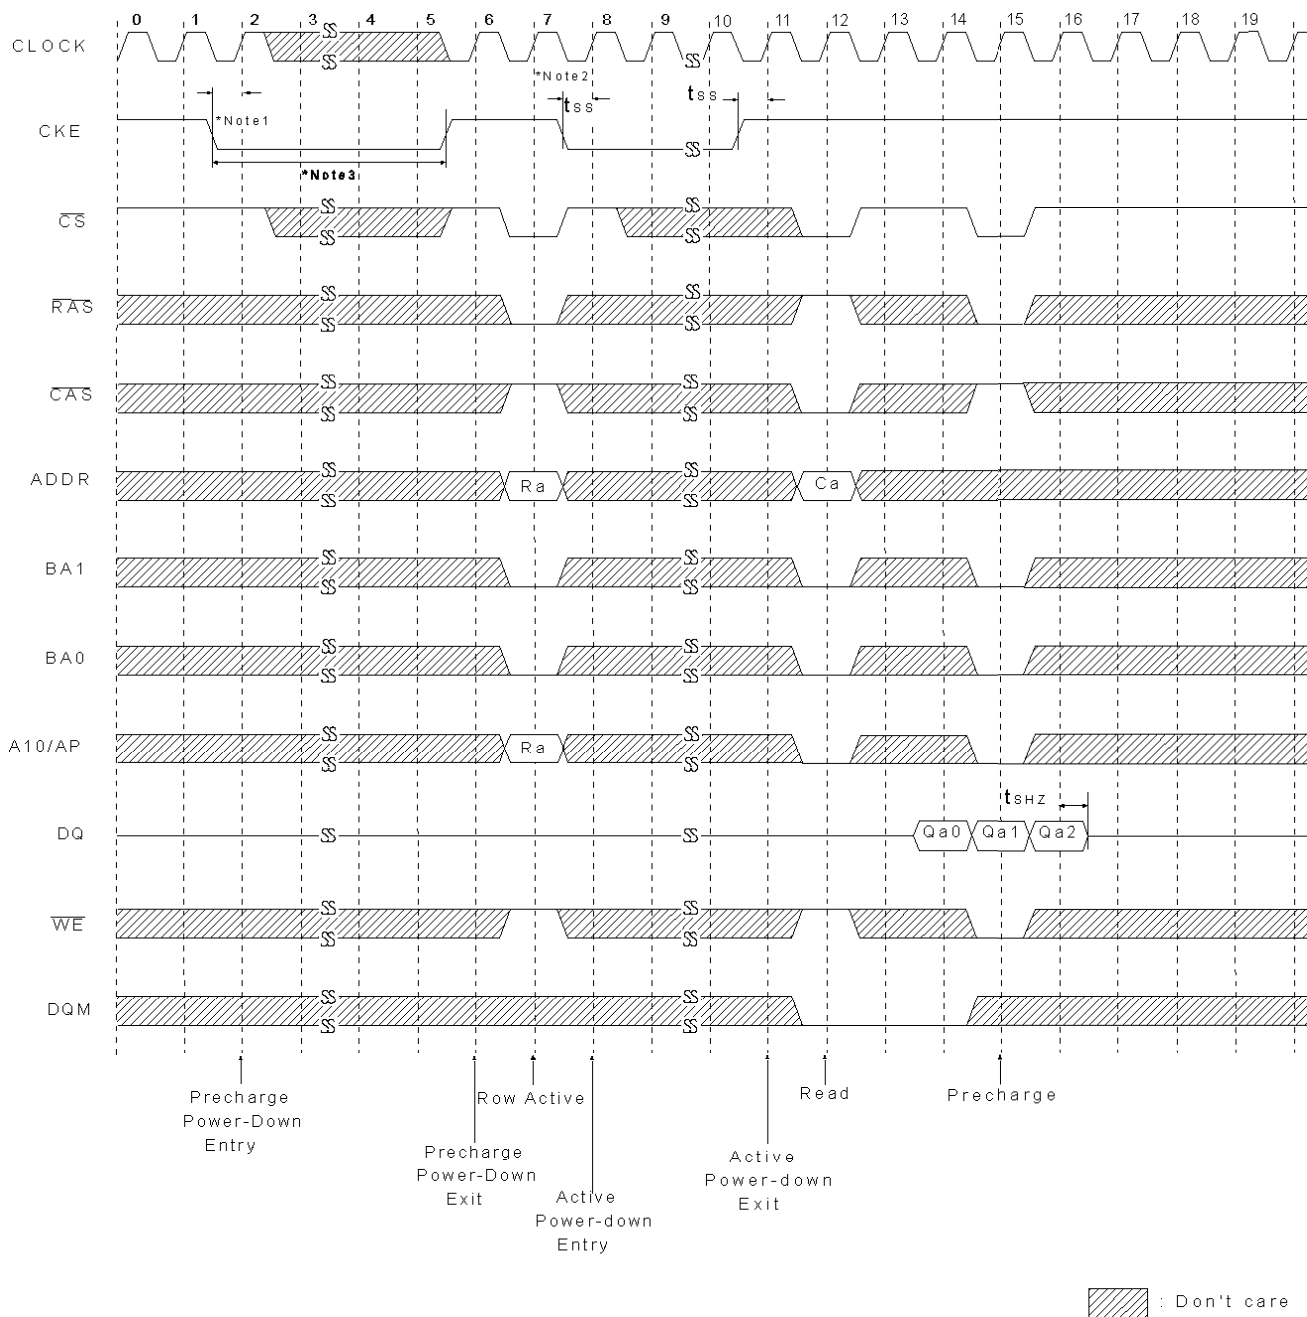 0 1 2 3 4 5 6 7 8 9 10 11 12 13 14 15 16 17 18 19
CLOCK
*Note2
tSS
tSS
*Note1
CKE
*Note3
CS
RAS
CAS
ADDR
Ra
Ca
BA1
BA0
A10/AP
Ra
tSHZ
DQ
Qa0
Qa1
Qa2
WE
DQM
Precharge
Power-Down
Entry
Row Active
Precharge
Power-Down
Exit
Active
Power-down
Entry
Active
Power-down
Exit
Read
Precharge
: Don't care